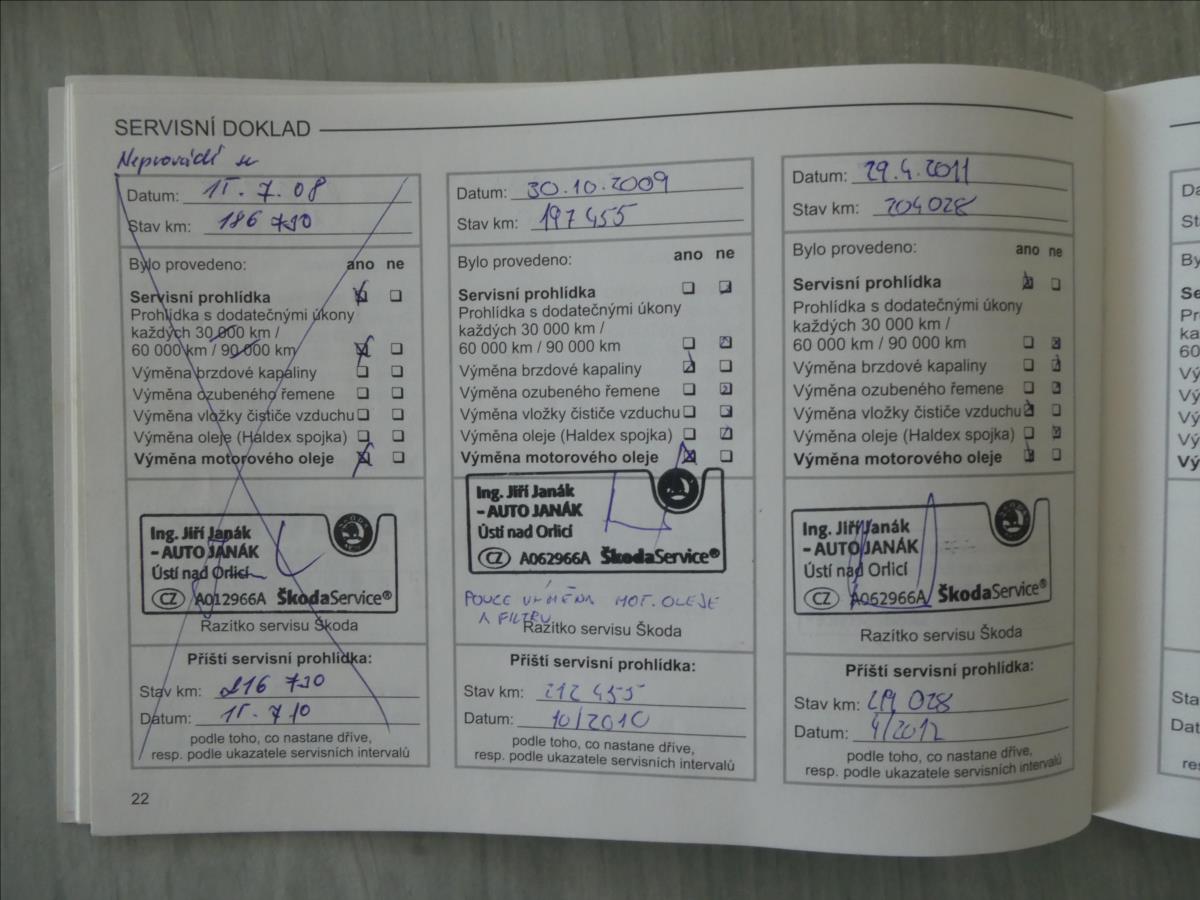 SERVISNÍ DOKLAD
Neprovádí se
Datum: 15. 7. 08
Stav km: 186 730
Bylo provedeno: ano ne
Servisní prohlídka
Prohlídka s dodatečnými úkony
každých 30 000 km /
60 000 km / 90 000 km
Výměna brzdové kapaliny
Výměna ozubeného řemene
Výměna vložky čističe vzduchu
Výměna oleje (Haldex spojka)
Výměna motorového oleje
Ing. Jiří Janák
- AUTO JANÁK
Ústí nad Orlicí
CZ A012966A ŠkodaService®
Razítko servisu Škoda
Příští servisní prohlídka:
Stav km: 216 730
Datum: 15. 7 10
podle toho, co nastane dříve,
resp. podle ukazatele servisních intervalů
22
Datum: 30.10.2009
Stav km: 197 455
Bylo provedeno: ano ne
Servisní prohlídka
Prohlídka s dodatečnými úkony
každých 30 000 km /
60 000 km / 90 000 km
Výměna brzdové kapaliny
Výměna ozubeného řemene
Výměna vložky čističe vzduchu
Výměna oleje (Haldex spojka)
Výměna motorového oleje
Ing. Jiří Janák
- AUTO JANÁK
Ústí nad Orlicí
CZ A062966A ŠkodaService®
POUZE VÝMĚNA MOT. OLEJE
A FILTRU
Razítko servisu Škoda
Příští servisní prohlídka:
Stav km: 212 455
Datum: 10/2010
podle toho, co nastane dříve,
resp. podle ukazatele servisních intervalů
Datum: 29.4.2011
Stav km: 204028
Bylo provedeno: ano ne
Servisní prohlídka
Prohlídka s dodatečnými úkony
každých 30 000 km /
60 000 km / 90 000 km
Výměna brzdové kapaliny
Výměna ozubeného řemene
Výměna vložky čističe vzduchu
Výměna oleje (Haldex spojka)
Výměna motorového oleje
Ing. Jiří Janák
- AUTO JANÁK
Ústí nad Orlicí
CZ A062966A ŠkodaService®
Razítko servisu Škoda
Příští servisní prohlídka:
Stav km: 219 028
Datum: 4/2012
podle toho, co nastane dříve,
resp. podle ukazatele servisních intervalů